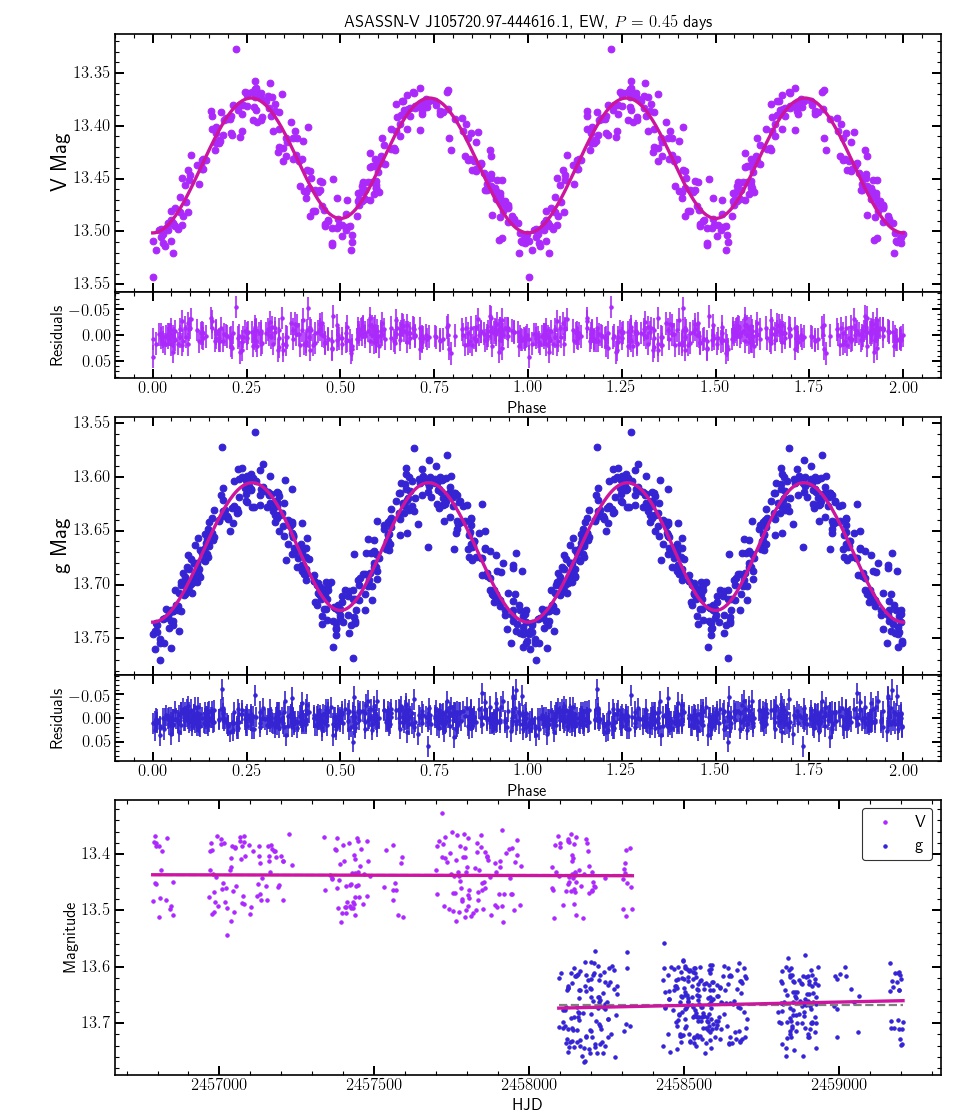 ASASSN-V J105720.97-444616.1, EW, P = 0.45 days
V Mag
13.35
13.40
13.45
13.50
13.55
Residuals
−0.05
0.00
0.05
0.00 0.25 0.50 0.75 1.00 1.25 1.50 1.75 2.00
Phase
g Mag
13.55
13.60
13.65
13.70
13.75
Residuals
−0.05
0.00
0.05
0.00 0.25 0.50 0.75 1.00 1.25 1.50 1.75 2.00
Phase
Magnitude
13.4
13.5
13.6
13.7
V
g
2457000 2457500 2458000 2458500 2459000
HJD